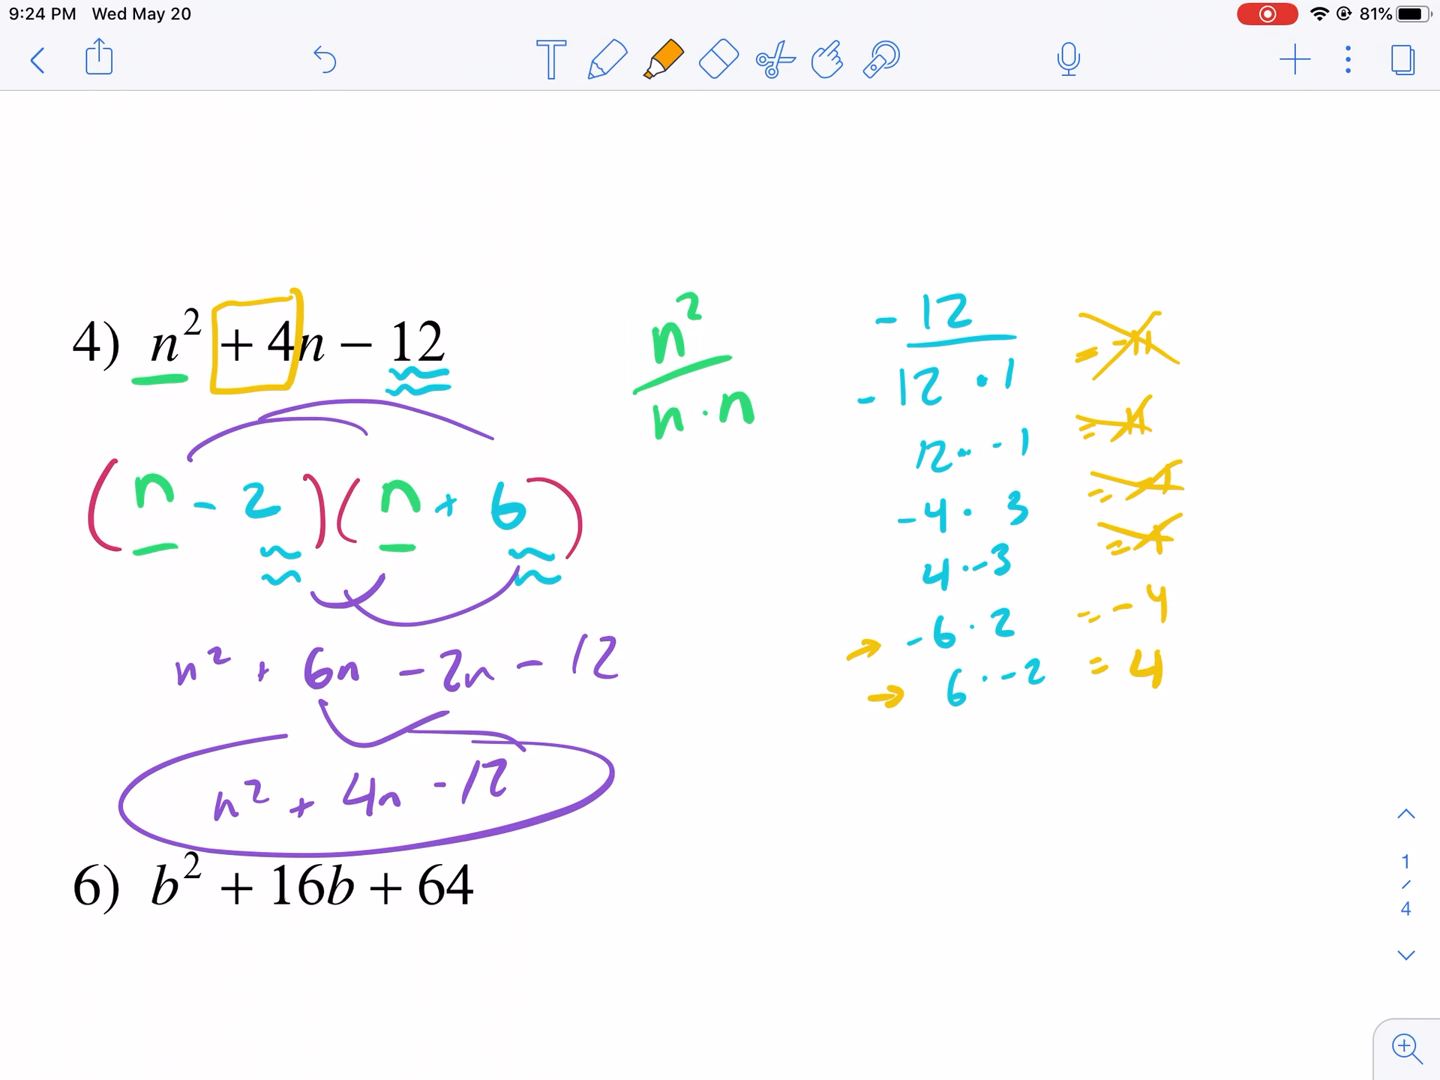 9:24 PM Wed May 20
81%
T
4) n² + 4n − 12
(n - 2)(n + 6)
n² + 6n - 2n - 12
n² + 4n - 12
6) b² + 16b + 64
n²
n · n
- 12
- 12 · 1
12 · -1
-4 · 3
4 · -3
-6 · 2 = -4
6 · -2 = 4
1
/
4